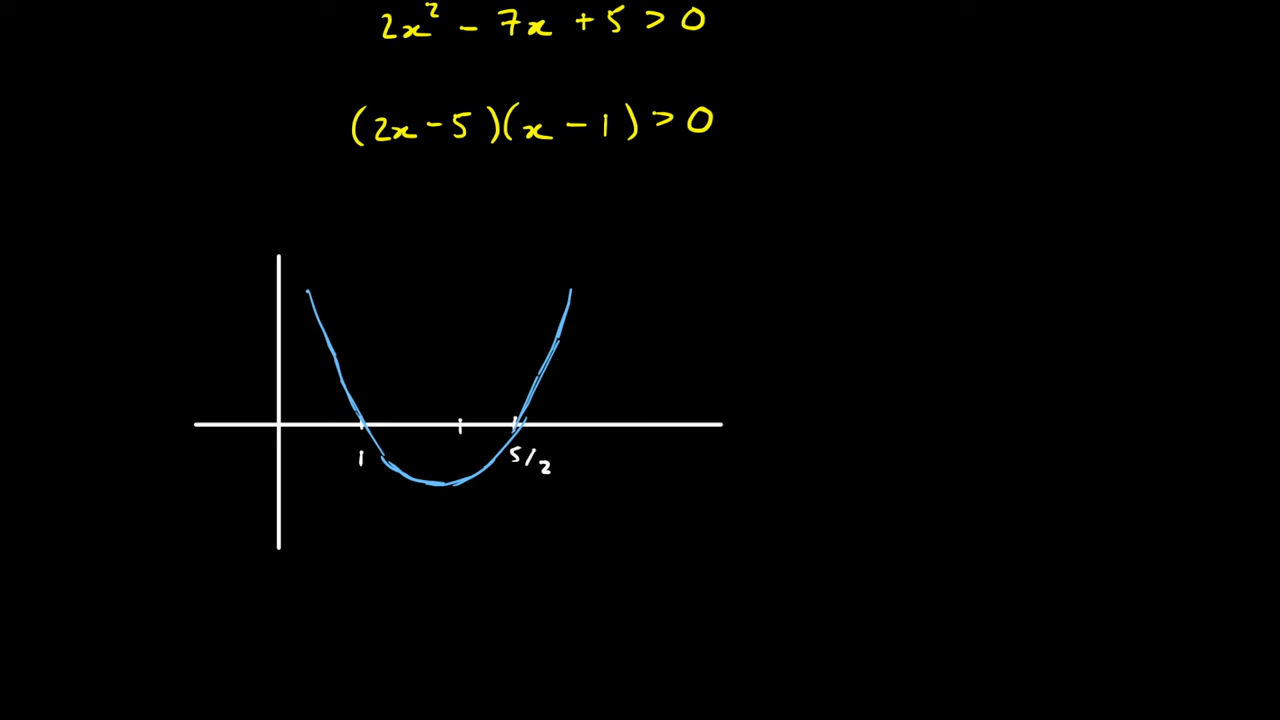 2x² - 7x + 5 > 0
(2x - 5)(x - 1) > 0
1 5/2